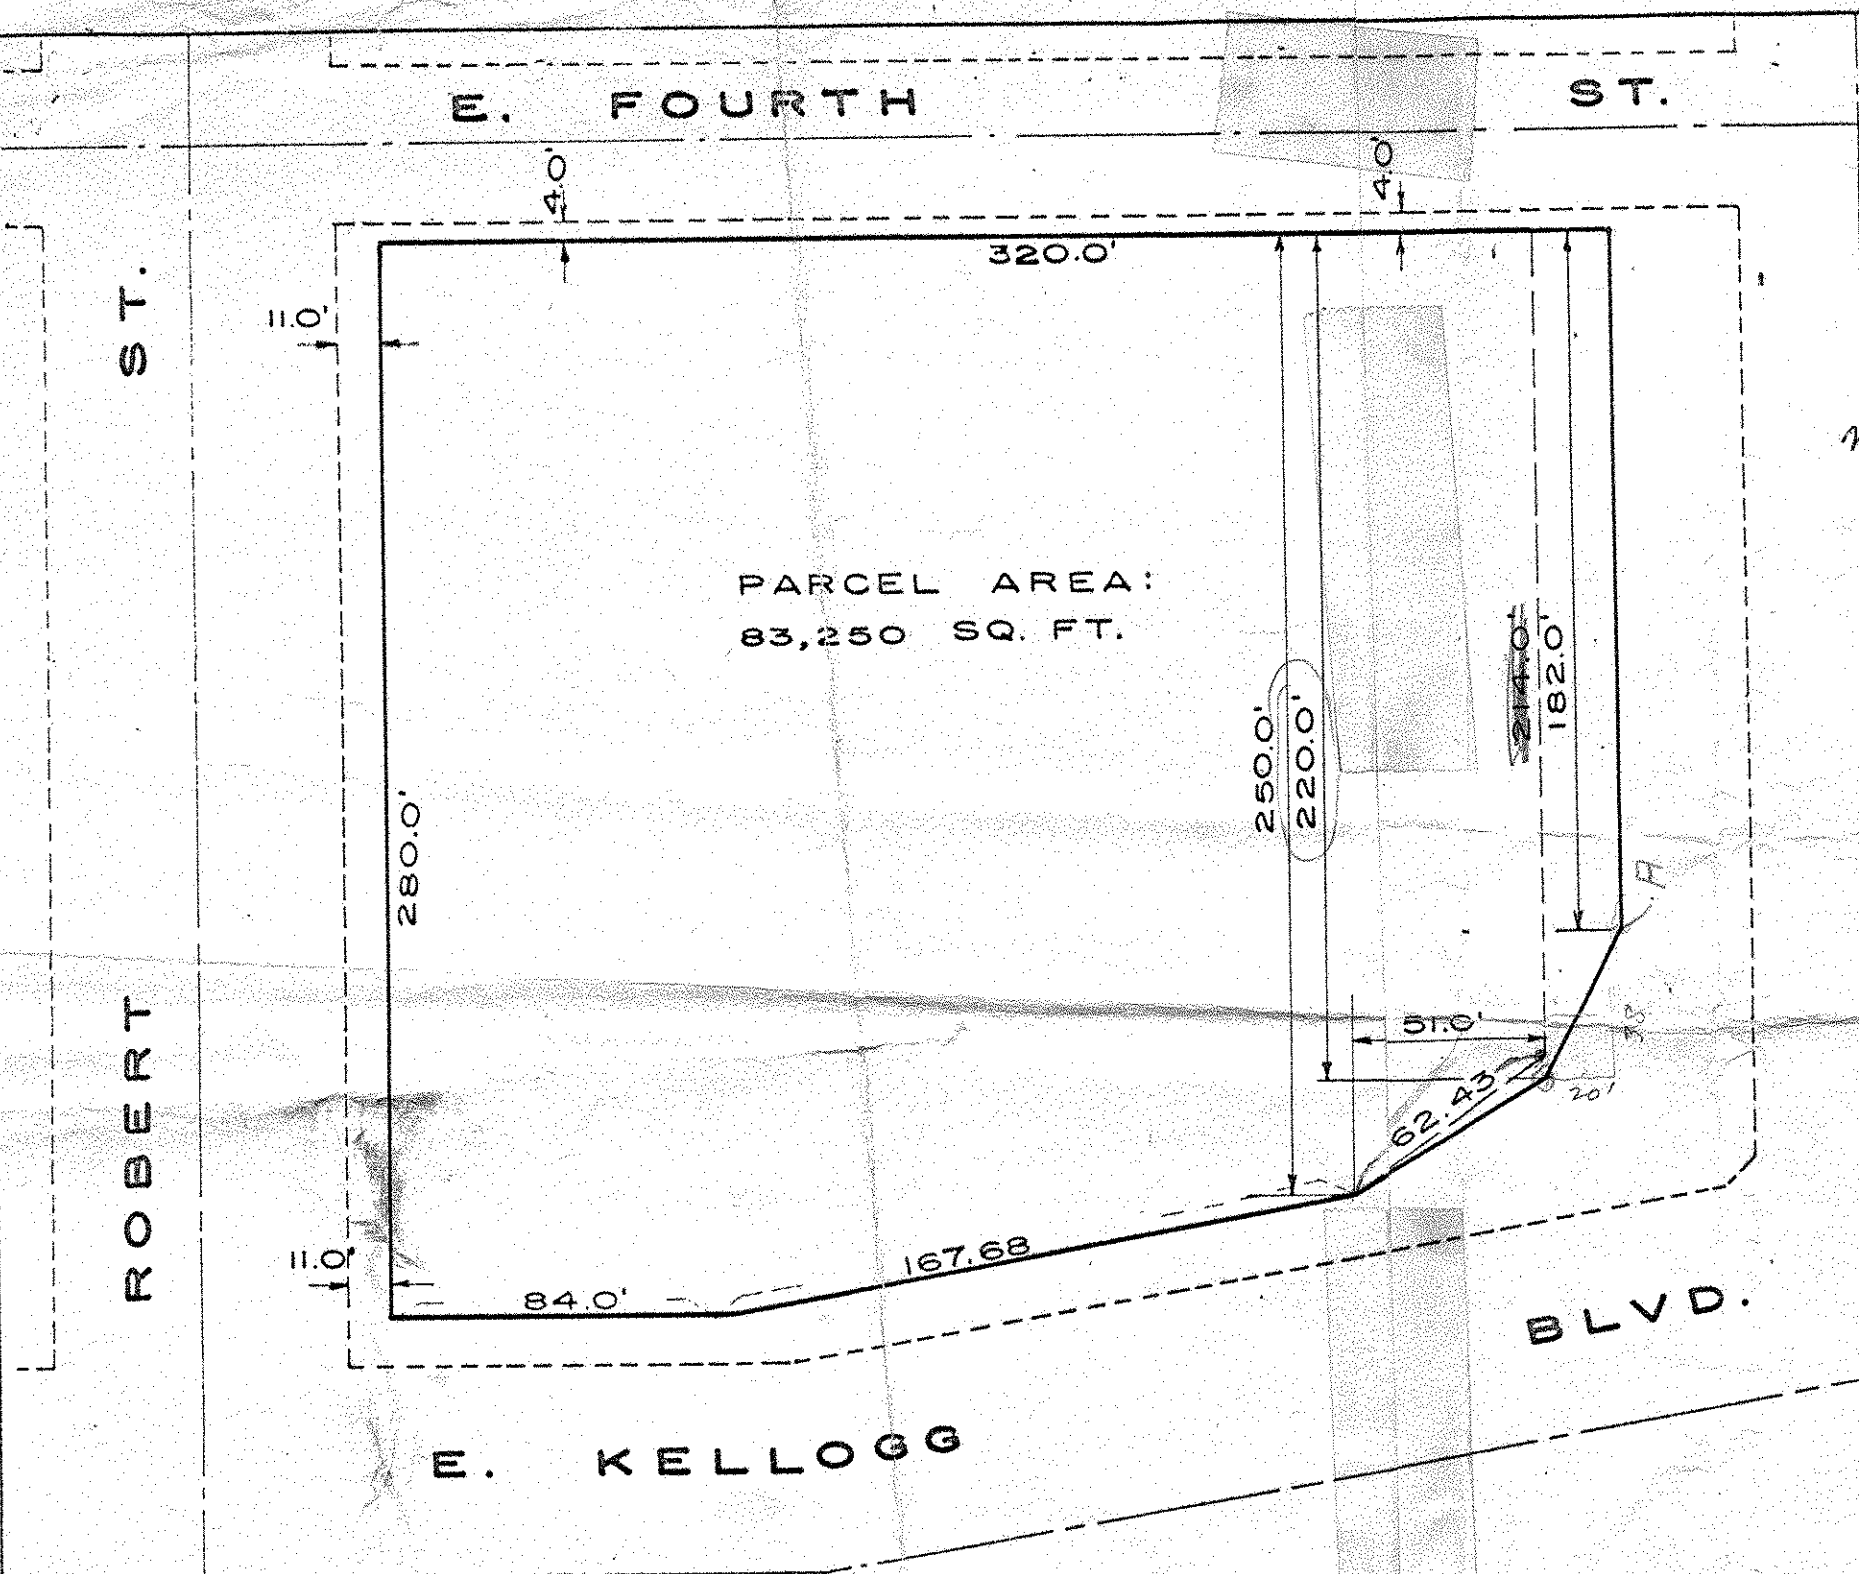 E. FOURTH ST.
4.0'
4.0'
320.0'
11.0'
ROBERT ST.
PARCEL AREA:
83,250 SQ. FT.
280.0'
250.0'
220.0'
214.0'
182.0'
A
51.0'
38
20'
62.43
167.68
11.0'
84.0'
E. KELLOGG BLVD.